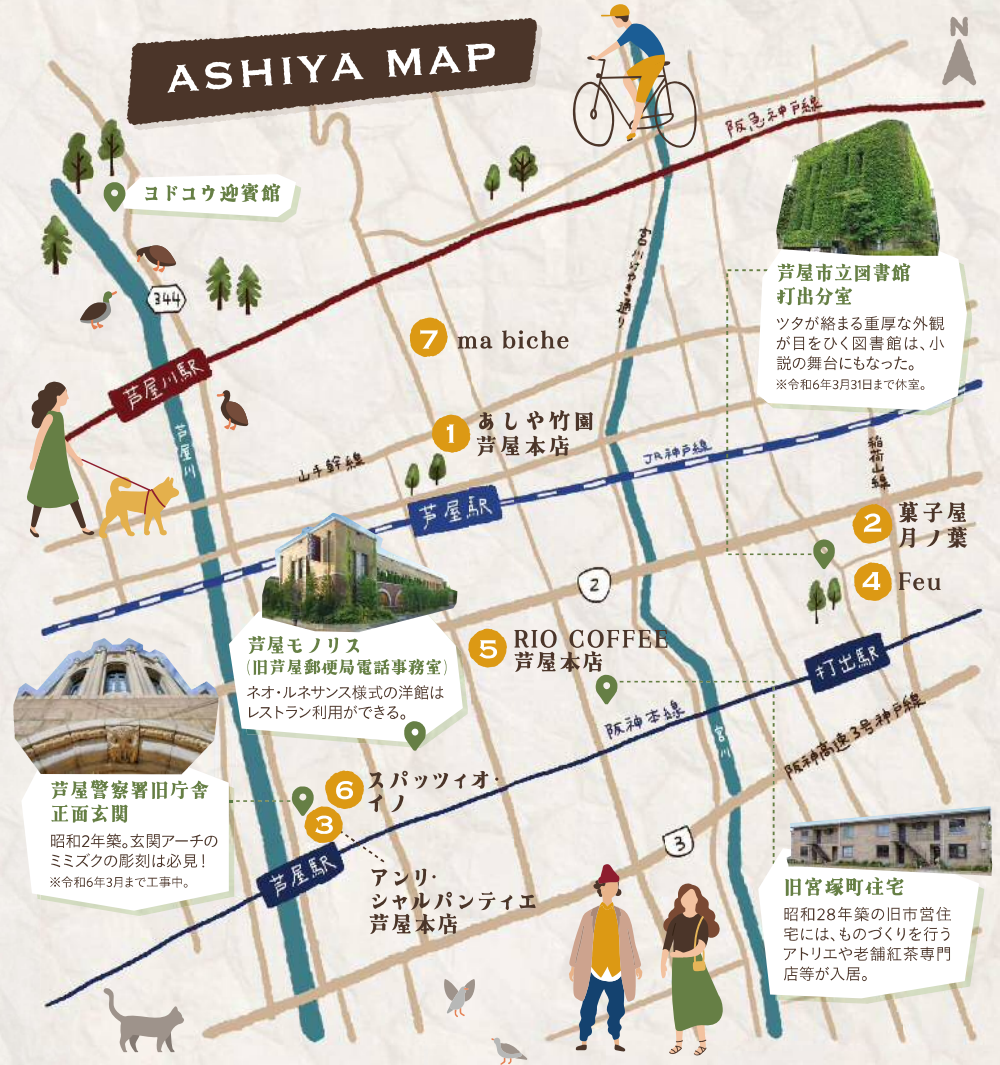 ASHIYA MAP
N
阪急神戸線
ヨドコウ迎賓館
344
宮川けやき通り
芦屋市立図書館
打出分室
ツタが絡まる重厚な外観
が目をひく図書館は、小
説の舞台にもなった。
※令和6年3月31日まで休室。
7 ma biche
芦屋川駅
1 あしや竹園
芦屋本店
芦屋川
山手幹線
JR神戸線
稲荷山線
芦屋駅
2 菓子屋
月ノ葉
4 Feu
2
芦屋モノリス
(旧芦屋郵便局電話事務室)
ネオ・ルネサンス様式の洋館は
レストラン利用ができる。
5 RIO COFFEE
芦屋本店
打出駅
阪神本線
宮川
阪神高速3号神戸線
芦屋警察署旧庁舎
正面玄関
昭和2年築。玄関アーチの
ミミズクの彫刻は必見!
※令和6年3月まで工事中。
6 スパッツィオ・
イノ
3
芦屋駅
アンリ・
シャルパンティエ
芦屋本店
3
旧宮塚町住宅
昭和28年築の旧市営住
宅には、ものづくりを行う
アトリエや老舗紅茶専門
店等が入居。